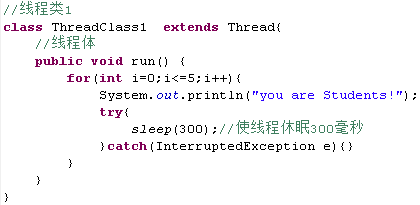 //线程类1
class ThreadClass1  extends Thread{
    //线程体
    public void run() {
        for(int i=0;i<=5;i++){
            System.out.println("you are Students!");
            try{
                sleep(300);//使线程休眠300毫秒
            }catch(InterruptedException e){}
        }
    }
}